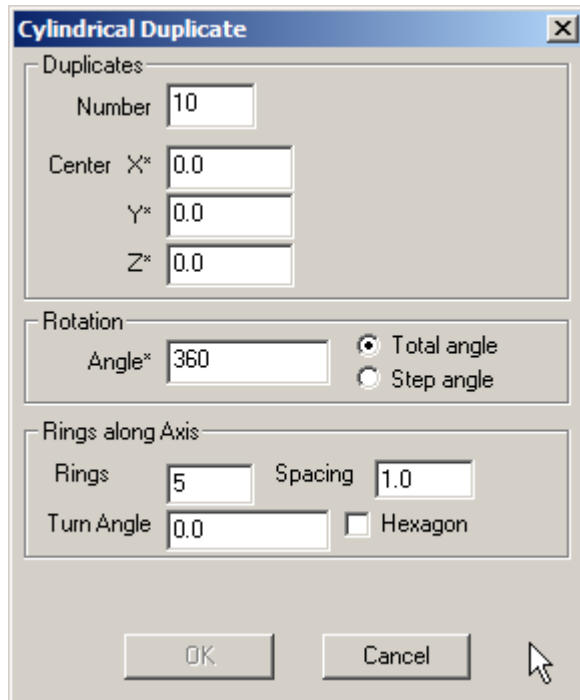 Cylindrical Duplicate
Duplicates
Number 10
Center X* 0.0
Y* 0.0
Z* 0.0
Rotation
Angle* 360
Total angle
Step angle
Rings along Axis
Rings 5 Spacing 1.0
Turn Angle 0.0 Hexagon
OK Cancel